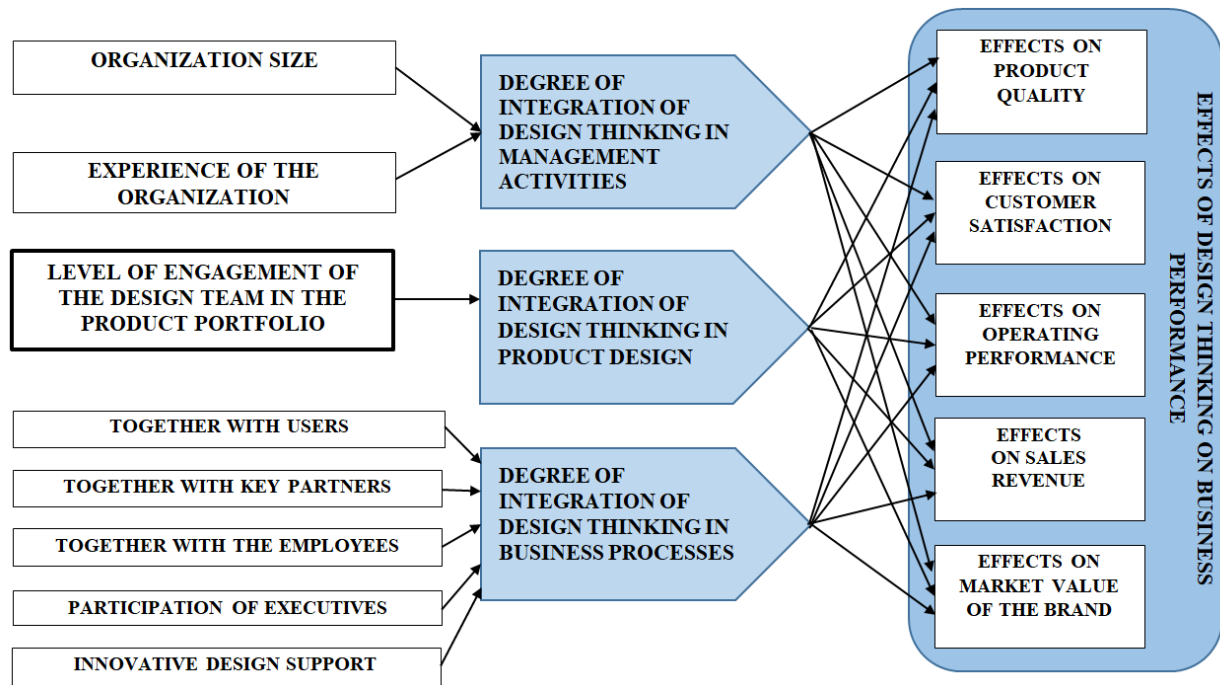 ORGANIZATION SIZE
EXPERIENCE OF THE
ORGANIZATION
LEVEL OF ENGAGEMENT OF
THE DESIGN TEAM IN THE
PRODUCT PORTFOLIO
TOGETHER WITH USERS
TOGETHER WITH KEY PARTNERS
TOGETHER WITH THE EMPLOYEES
PARTICIPATION OF EXECUTIVES
INNOVATIVE DESIGN SUPPORT
DEGREE OF
INTEGRATION OF
DESIGN THINKING IN
MANAGEMENT
ACTIVITIES
DEGREE OF
INTEGRATION OF
DESIGN THINKING IN
PRODUCT DESIGN
DEGREE OF
INTEGRATION OF
DESIGN THINKING IN
BUSINESS PROCESSES
EFFECTS ON
PRODUCT
QUALITY
EFFECTS ON
CUSTOMER
SATISFACTION
EFFECTS ON
OPERATING
PERFORMANCE
EFFECTS
ON SALES
REVENUE
EFFECTS ON
MARKET VALUE
OF THE BRAND
EFFECTS OF DESIGN THINKING ON BUSINESS
PERFORMANCE